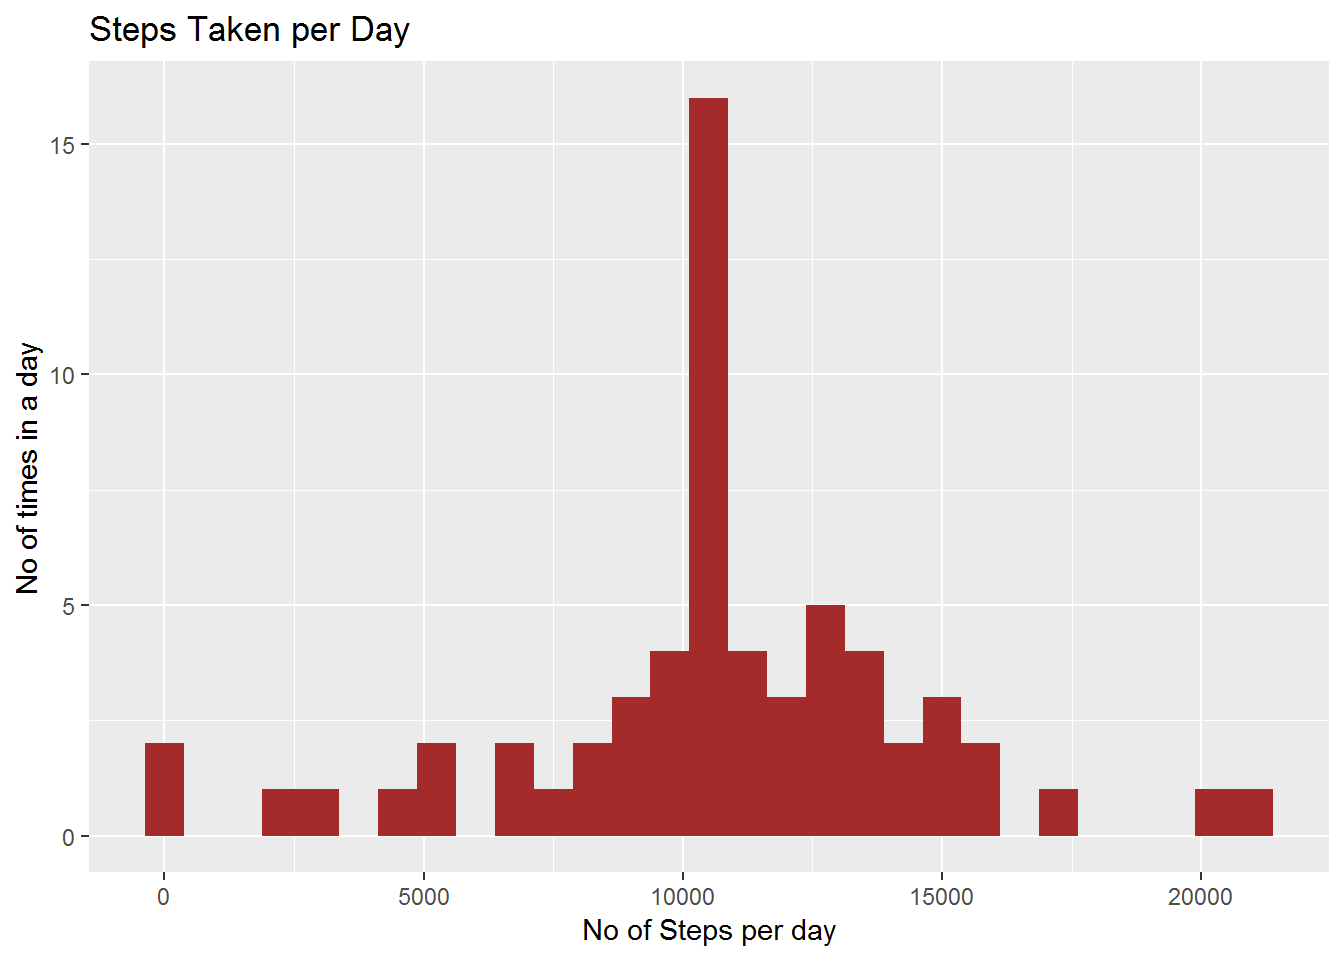 Steps Taken per Day
15
10
5
0
No of times in a day
0 5000 10000 15000 20000
No of Steps per day